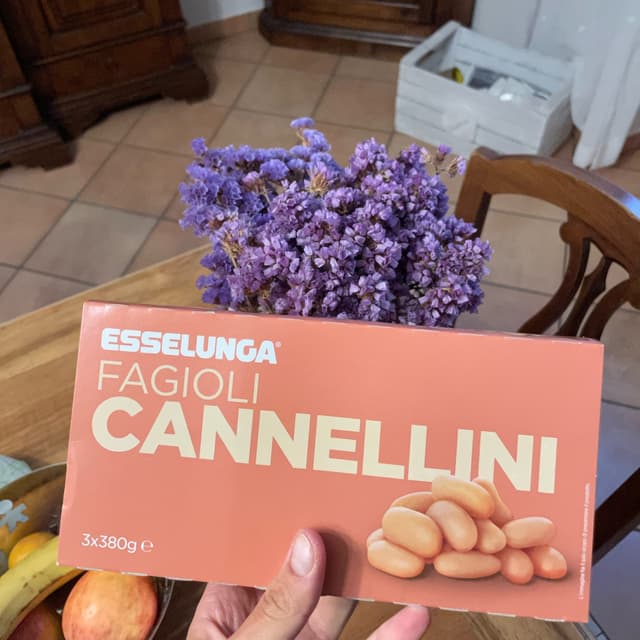 ESSELUNGA®
FAGIOLI
CANNELLINI
3x380g ℮